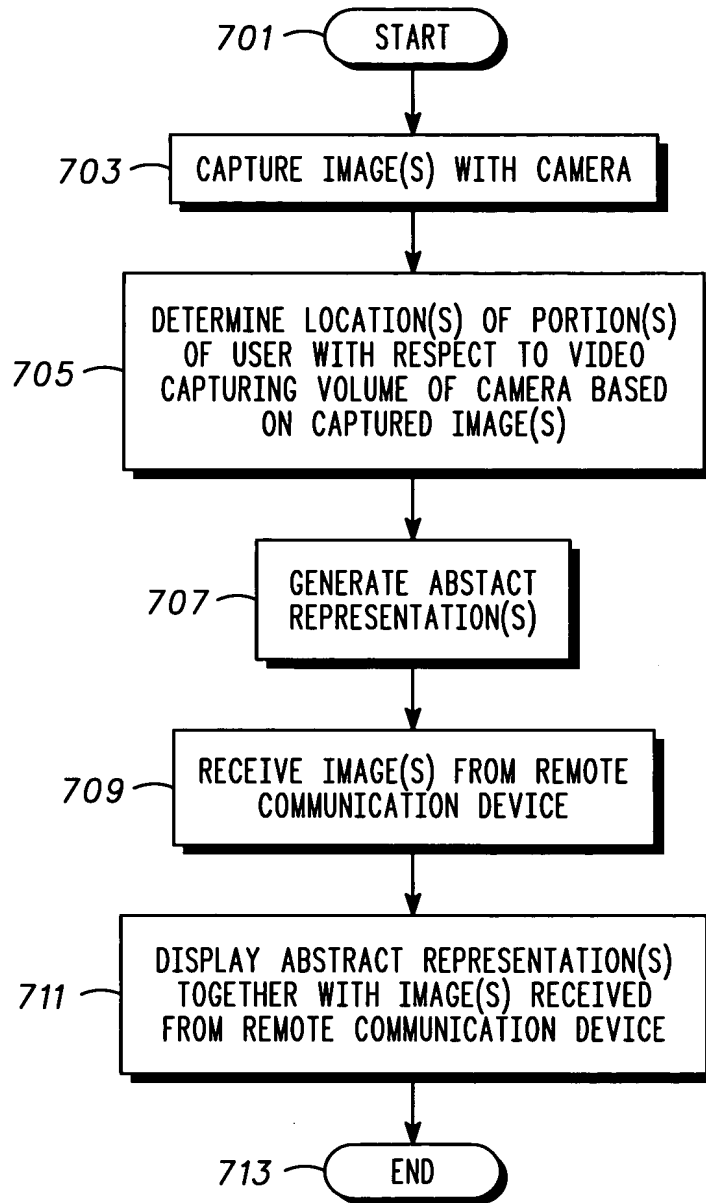 701 START
703 CAPTURE IMAGE(S) WITH CAMERA
DETERMINE LOCATION(S) OF PORTION(S)
OF USER WITH RESPECT TO VIDEO
705 CAPTURING VOLUME OF CAMERA BASED
ON CAPTURED IMAGE(S)
707 GENERATE ABSTACT
REPRESENTATION(S)
709 RECEIVE IMAGE(S) FROM REMOTE
COMMUNICATION DEVICE
DISPLAY ABSTRACT REPRESENTATION(S)
711 TOGETHER WITH IMAGE(S) RECEIVED
FROM REMOTE COMMUNICATION DEVICE
713 END